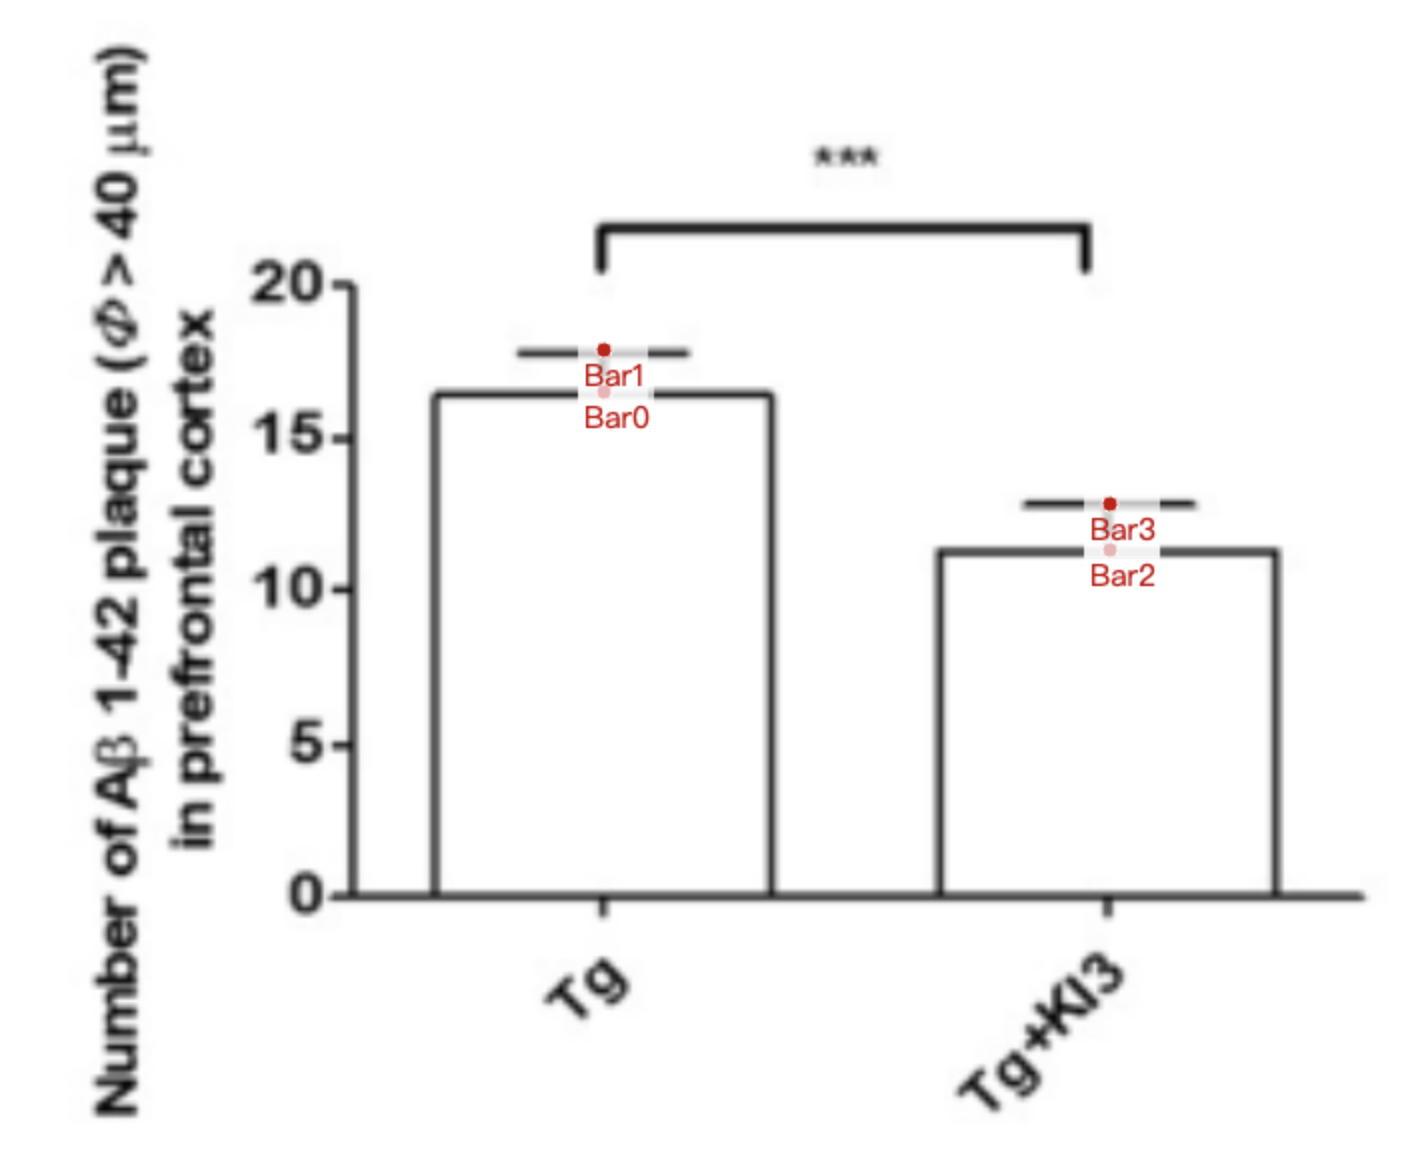 Number of Aβ 1-42 plaque (Φ > 40 μm)
in prefrontal cortex
***
20
15
10
5
0
Bar1
Bar0
Bar3
Bar2
Tg
Tg+KI3